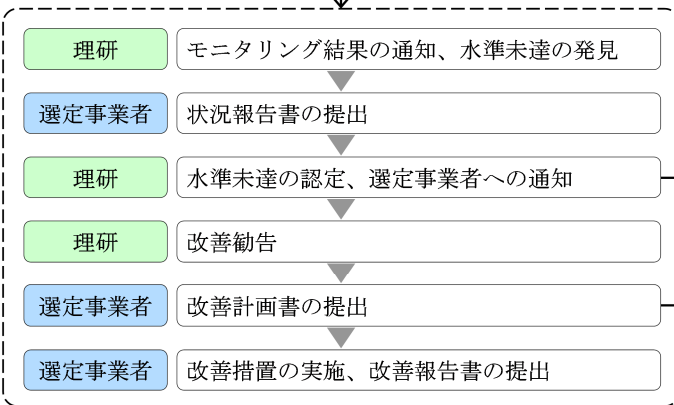 理研 モニタリング結果の通知、水準未達の発見
選定事業者 状況報告書の提出
理研 水準未達の認定、選定事業者への通知
理研 改善勧告
選定事業者 改善計画書の提出
選定事業者 改善措置の実施、改善報告書の提出